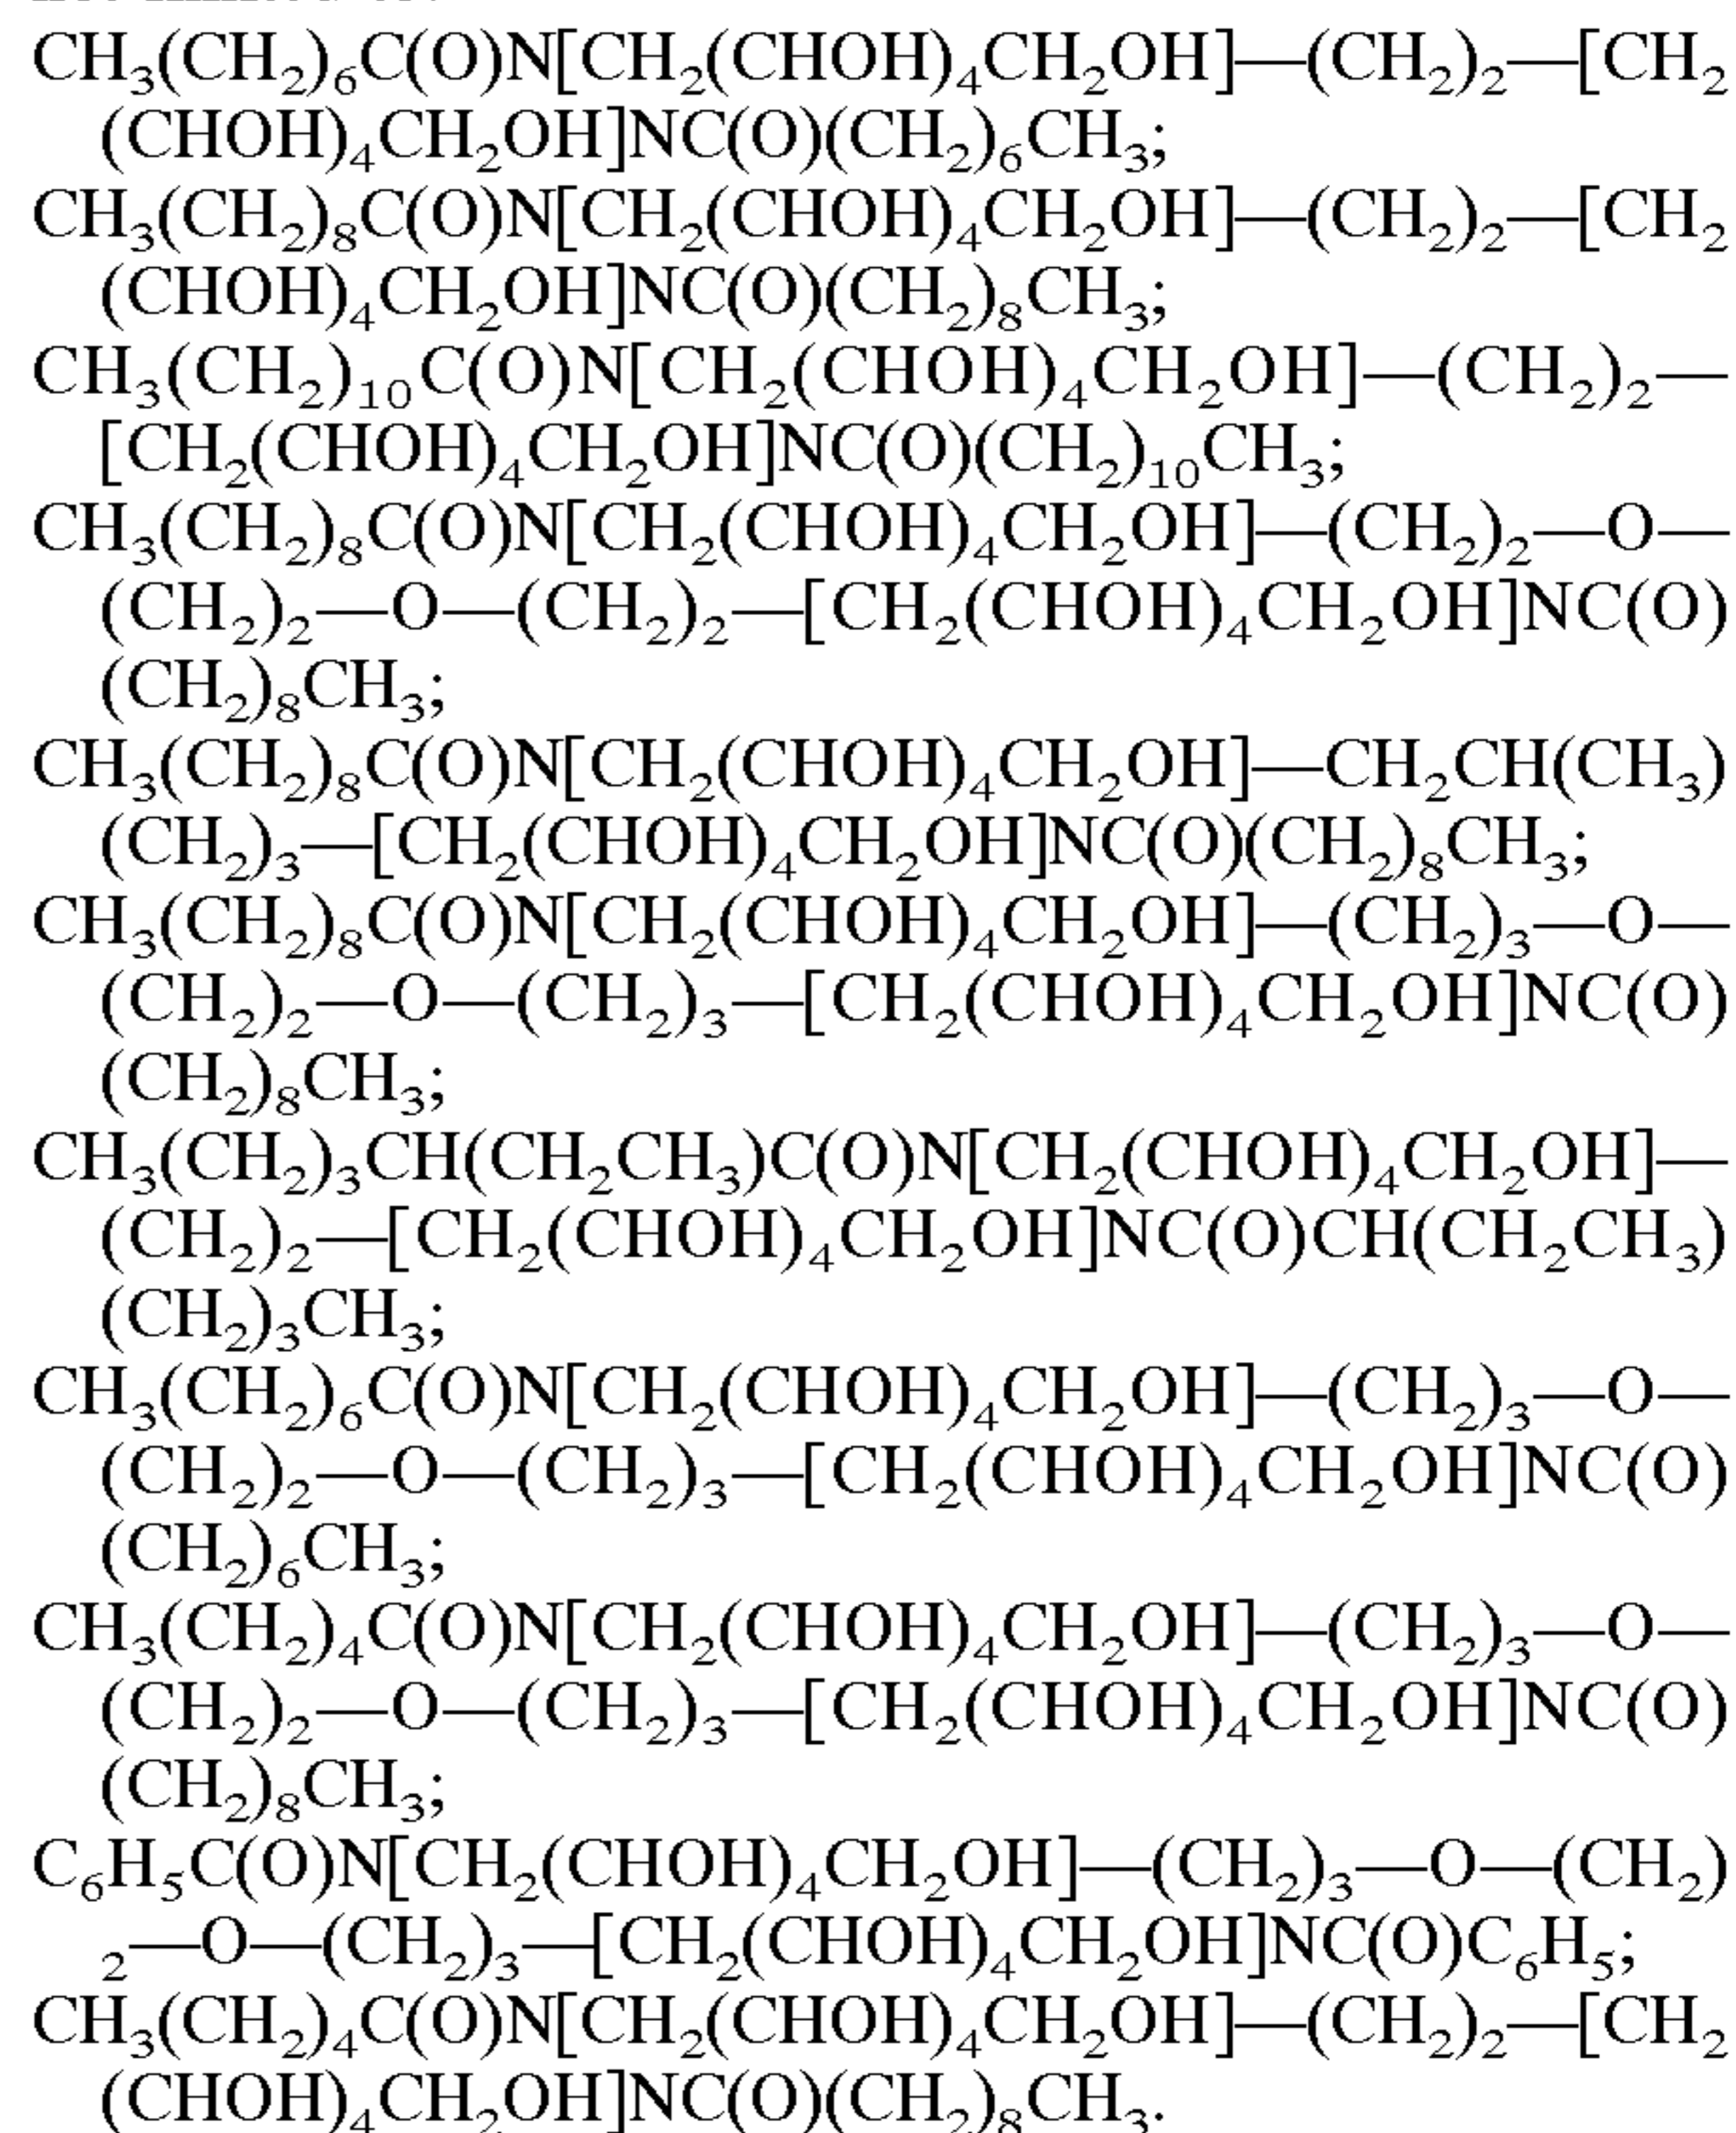 CH₃(CH₂)₆C(O)N[CH₂(CHOH)₄CH₂OH]—(CH₂)₂—[CH₂
(CHOH)₄CH₂OH]NC(O)(CH₂)₆CH₃;
CH₃(CH₂)₈C(O)N[CH₂(CHOH)₄CH₂OH]—(CH₂)₂—[CH₂
(CHOH)₄CH₂OH]NC(O)(CH₂)₈CH₃;
CH₃(CH₂)₁₀C(O)N[CH₂(CHOH)₄CH₂OH]—(CH₂)₂—
[CH₂(CHOH)₄CH₂OH]NC(O)(CH₂)₁₀CH₃;
CH₃(CH₂)₈C(O)N[CH₂(CHOH)₄CH₂OH]—(CH₂)₂—O—
(CH₂)₂—O—(CH₂)₂—[CH₂(CHOH)₄CH₂OH]NC(O)
(CH₂)₈CH₃;
CH₃(CH₂)₈C(O)N[CH₂(CHOH)₄CH₂OH]—CH₂CH(CH₃)
(CH₂)₃—[CH₂(CHOH)₄CH₂OH]NC(O)(CH₂)₈CH₃;
CH₃(CH₂)₈C(O)N[CH₂(CHOH)₄CH₂OH]—(CH₂)₃—O—
(CH₂)₂—O—(CH₂)₃—[CH₂(CHOH)₄CH₂OH]NC(O)
(CH₂)₈CH₃;
CH₃(CH₂)₃CH(CH₂CH₃)C(O)N[CH₂(CHOH)₄CH₂OH]—
(CH₂)₂—[CH₂(CHOH)₄CH₂OH]NC(O)CH(CH₂CH₃)
(CH₂)₃CH₃;
CH₃(CH₂)₆C(O)N[CH₂(CHOH)₄CH₂OH]—(CH₂)₃—O—
(CH₂)₂—O—(CH₂)₃—[CH₂(CHOH)₄CH₂OH]NC(O)
(CH₂)₆CH₃;
CH₃(CH₂)₄C(O)N[CH₂(CHOH)₄CH₂OH]—(CH₂)₃—O—
(CH₂)₂—O—(CH₂)₃—[CH₂(CHOH)₄CH₂OH]NC(O)
(CH₂)₈CH₃;
C₆H₅C(O)N[CH₂(CHOH)₄CH₂OH]—(CH₂)₃—O—(CH₂)
₂—O—(CH₂)₃—[CH₂(CHOH)₄CH₂OH]NC(O)C₆H₅;
CH₃(CH₂)₄C(O)N[CH₂(CHOH)₄CH₂OH]—(CH₂)₂—[CH₂
(CHOH)₄CH₂OH]NC(O)(CH₂)₈CH₃.